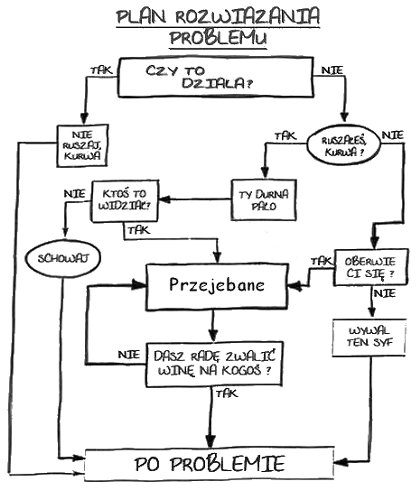 PLAN ROZWIAZANIA
PROBLEMU
CZY TO
DZIALA?
TAK
NIE
NIE
RUSZAJ,
KURWA
RUSZAŁEŚ,
KURWA?
TAK
NIE
TY DURNA
PAŁO
KTOŚ TO
WIDZIAŁ?
NIE
TAK
SCHOWAJ
Przejebane
OBERWIE
CI SIĘ?
TAK
NIE
WYWAL
TEN SYF
DASZ RADĘ ZWALIĆ
WINĘ NA KOGOŚ?
NIE
TAK
PO PROBLEMIE